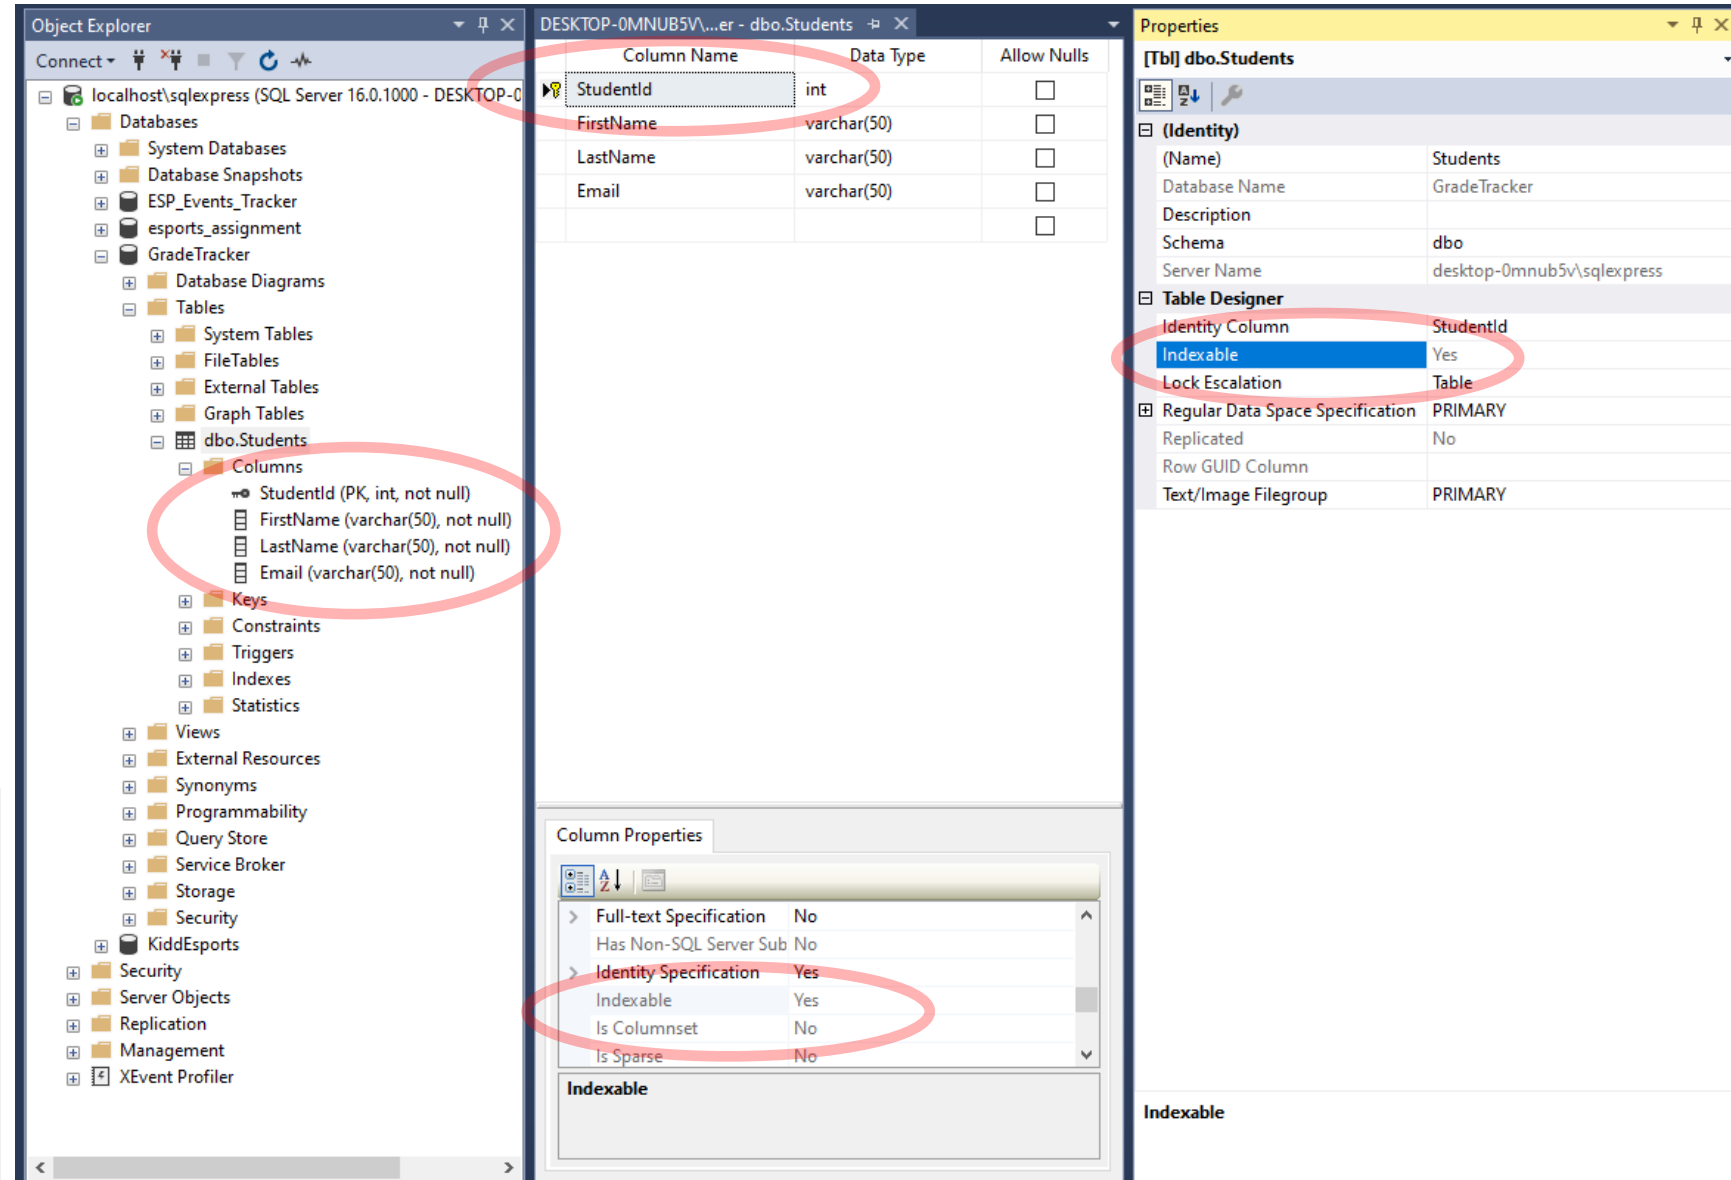 Object Explorer
Connect
localhost\sqlexpress (SQL Server 16.0.1000 - DESKTOP-0
Databases
System Databases
Database Snapshots
ESP_Events_Tracker
esports_assignment
GradeTracker
Database Diagrams
Tables
System Tables
FileTables
External Tables
Graph Tables
dbo.Students
Columns
StudentId (PK, int, not null)
FirstName (varchar(50), not null)
LastName (varchar(50), not null)
Email (varchar(50), not null)
Keys
Constraints
Triggers
Indexes
Statistics
Views
External Resources
Synonyms
Programmability
Query Store
Service Broker
Storage
Security
KiddEsports
Security
Server Objects
Replication
Management
XEvent Profiler
DESKTOP-0MNUB5V\...er - dbo.Students
Column Name Data Type Allow Nulls
StudentId int
FirstName varchar(50)
LastName varchar(50)
Email varchar(50)
Column Properties
Full-text Specification No
Has Non-SQL Server Sub No
Identity Specification Yes
Indexable Yes
Is Columnset No
Is Sparse No
Indexable
Properties
[Tbl] dbo.Students
(Identity)
(Name) Students
Database Name GradeTracker
Description
Schema dbo
Server Name desktop-0mnub5v\sqlexpress
Table Designer
Identity Column StudentId
Indexable Yes
Lock Escalation Table
Regular Data Space Specification PRIMARY
Replicated No
Row GUID Column
Text/Image Filegroup PRIMARY
Indexable